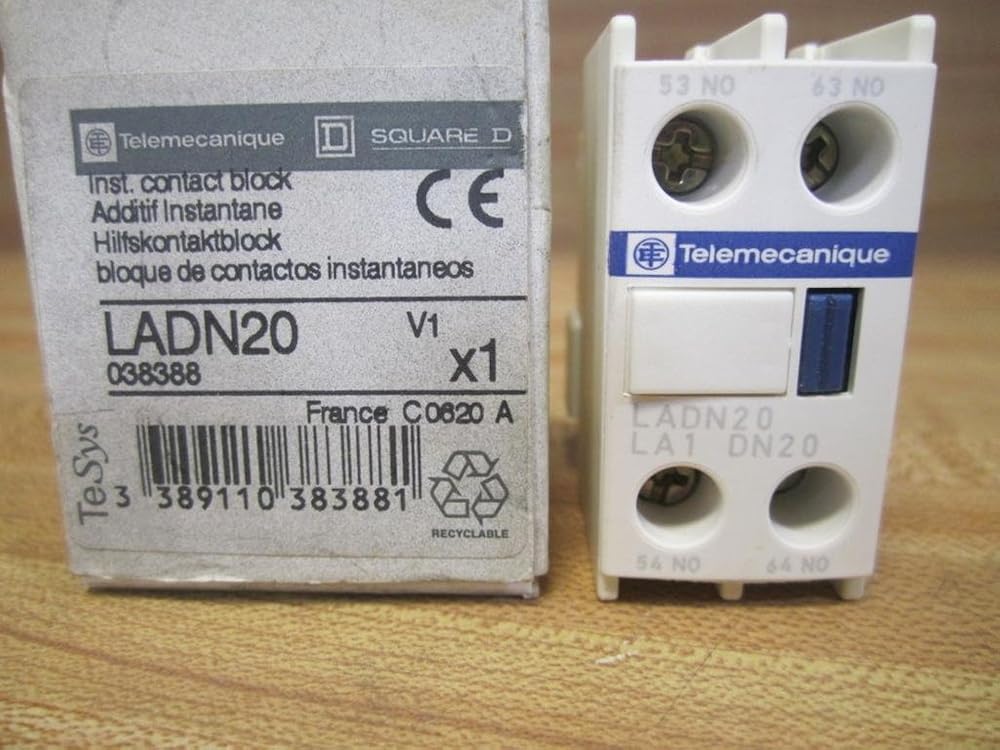 Telemecanique D SQUARE D
Inst. contact block
Additif Instantane
Hilfskontaktblock
bloque de contactos instantaneos
CE
LADN20 V1
038388 x1
France C0620 A
TeSys
3 389110 383881
RECYCLABLE
53 NO 63 NO
Telemecanique
LADN20
LA1 DN20
54 NO 64 NO